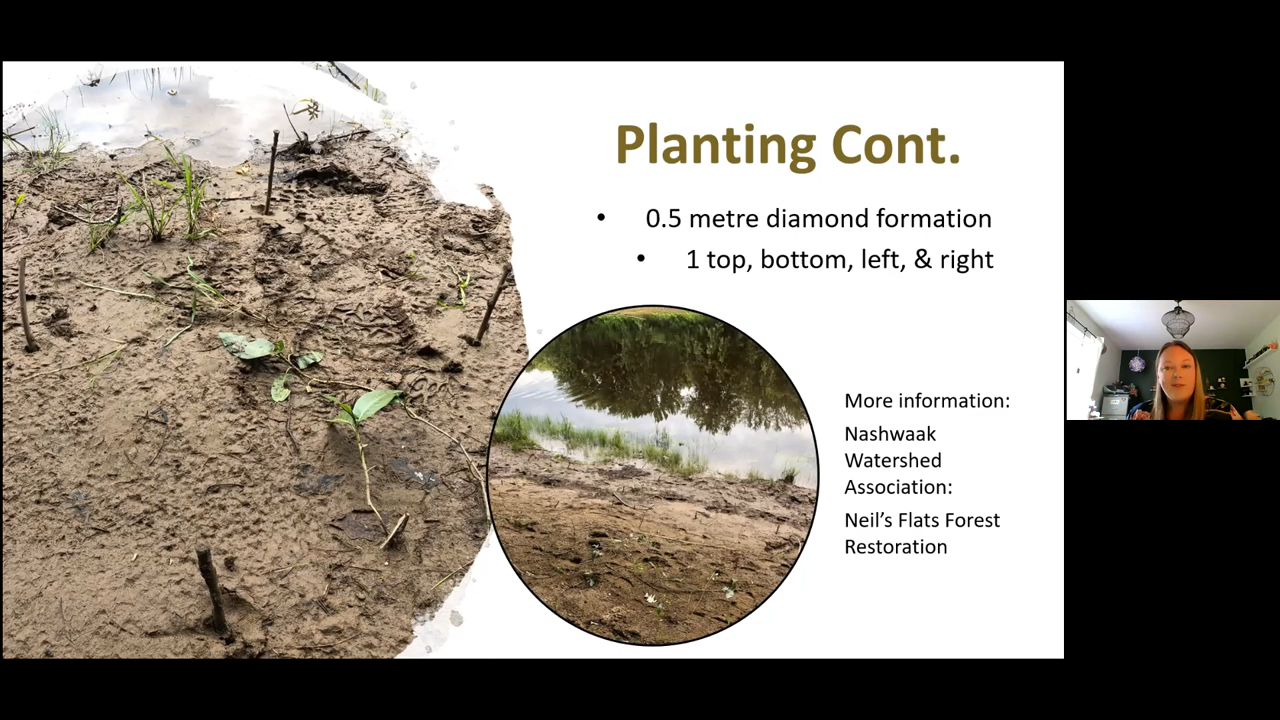 Planting Cont.
• 0.5 metre diamond formation
• 1 top, bottom, left, & right
More information:
Nashwaak
Watershed
Association:
Neil’s Flats Forest
Restoration